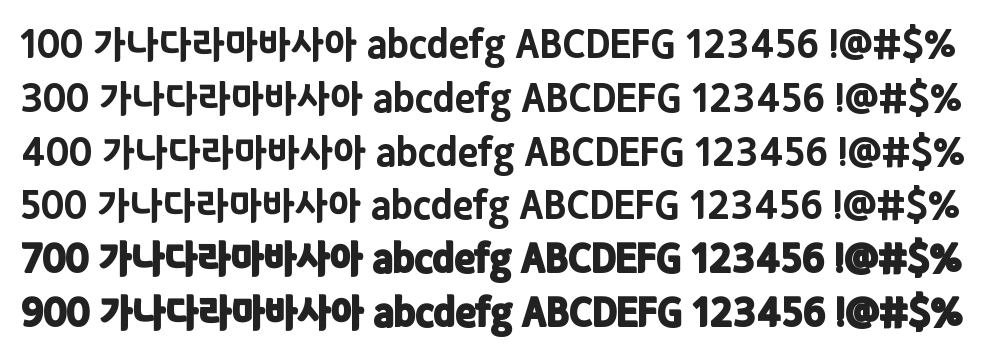 100 가나다라마바사아 abcdefg ABCDEFG 123456 !@#$%
300 가나다라마바사아 abcdefg ABCDEFG 123456 !@#$%
400 가나다라마바사아 abcdefg ABCDEFG 123456 !@#$%
500 가나다라마바사아 abcdefg ABCDEFG 123456 !@#$%
700 가나다라마바사아 abcdefg ABCDEFG 123456 !@#$%
900 가나다라마바사아 abcdefg ABCDEFG 123456 !@#$%